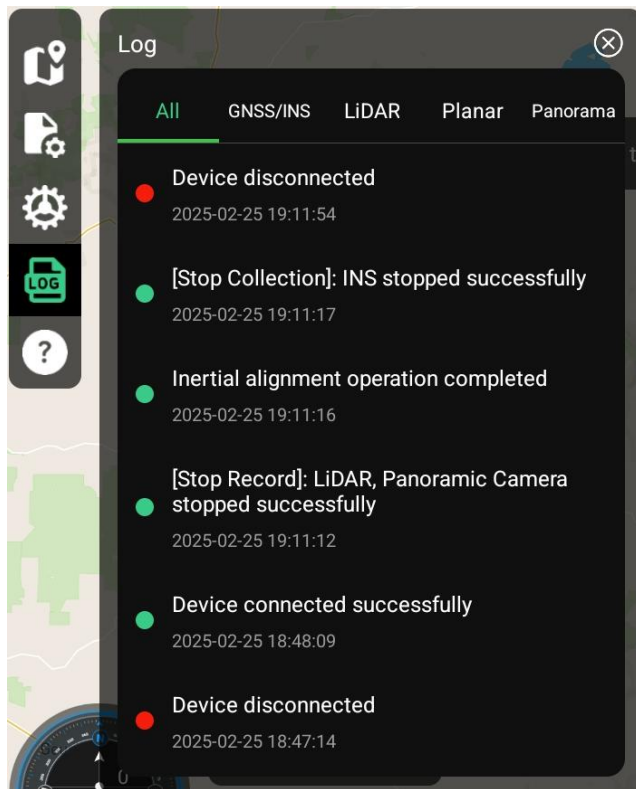 Log
All GNSS/INS LiDAR Planar Panorama
Device disconnected
2025-02-25 19:11:54
[Stop Collection]: INS stopped successfully
2025-02-25 19:11:17
Inertial alignment operation completed
2025-02-25 19:11:16
[Stop Record]: LiDAR, Panoramic Camera
stopped successfully
2025-02-25 19:11:12
Device connected successfully
2025-02-25 18:48:09
Device disconnected
2025-02-25 18:47:14
LOG
?
N
0
t